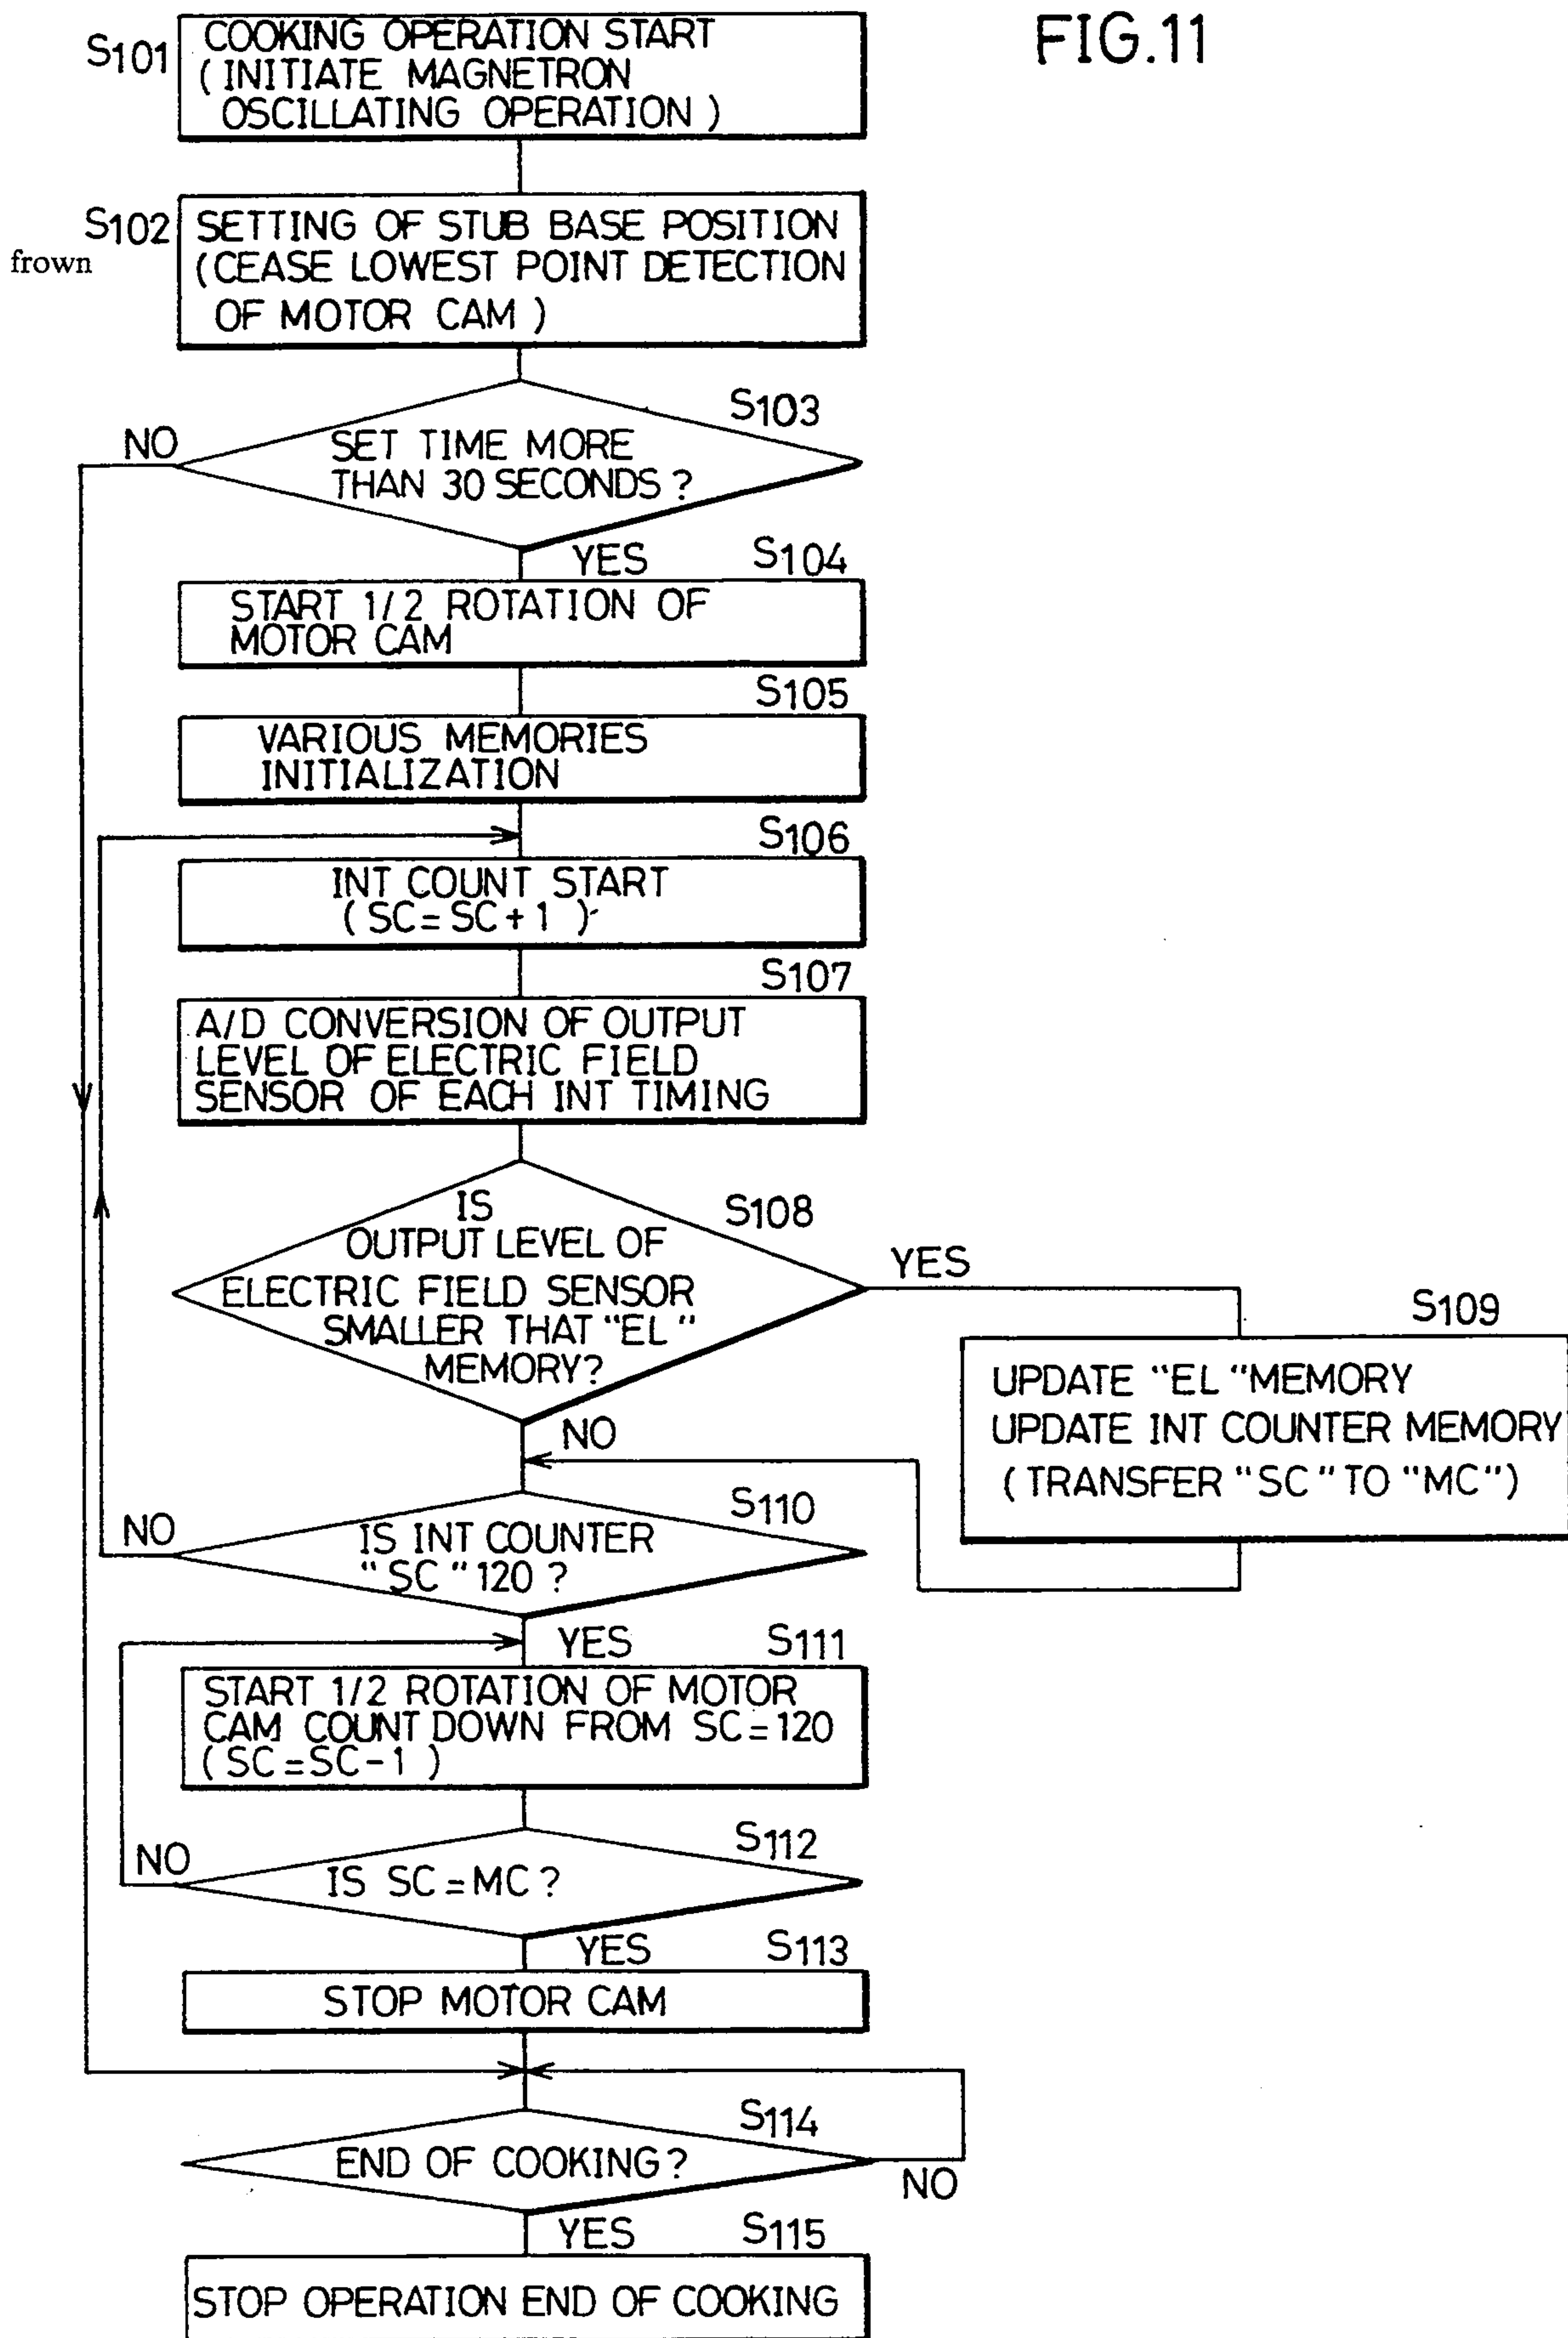 FIG.11
S101
COOKING OPERATION START
(INITIATE MAGNETRON
OSCILLATING OPERATION)
S102
frown
SETTING OF STUB BASE POSITION
(CEASE LOWEST POINT DETECTION
OF MOTOR CAM)
S103
NO
SET TIME MORE
THAN 30 SECONDS?
YES
S104
START 1/2 ROTATION OF
MOTOR CAM
S105
VARIOUS MEMORIES
INITIALIZATION
S106
INT COUNT START
(SC=SC+1)
S107
A/D CONVERSION OF OUTPUT
LEVEL OF ELECTRIC FIELD
SENSOR OF EACH INT TIMING
S108
IS
OUTPUT LEVEL OF
ELECTRIC FIELD SENSOR
SMALLER THAT "EL"
MEMORY?
YES
S109
UPDATE "EL" MEMORY
UPDATE INT COUNTER MEMORY
(TRANSFER "SC" TO "MC")
NO
S110
NO
IS INT COUNTER
"SC" 120?
YES
S111
START 1/2 ROTATION OF MOTOR
CAM COUNT DOWN FROM SC=120
(SC=SC-1)
S112
NO
IS SC=MC?
YES
S113
STOP MOTOR CAM
S114
END OF COOKING?
NO
YES
S115
STOP OPERATION END OF COOKING